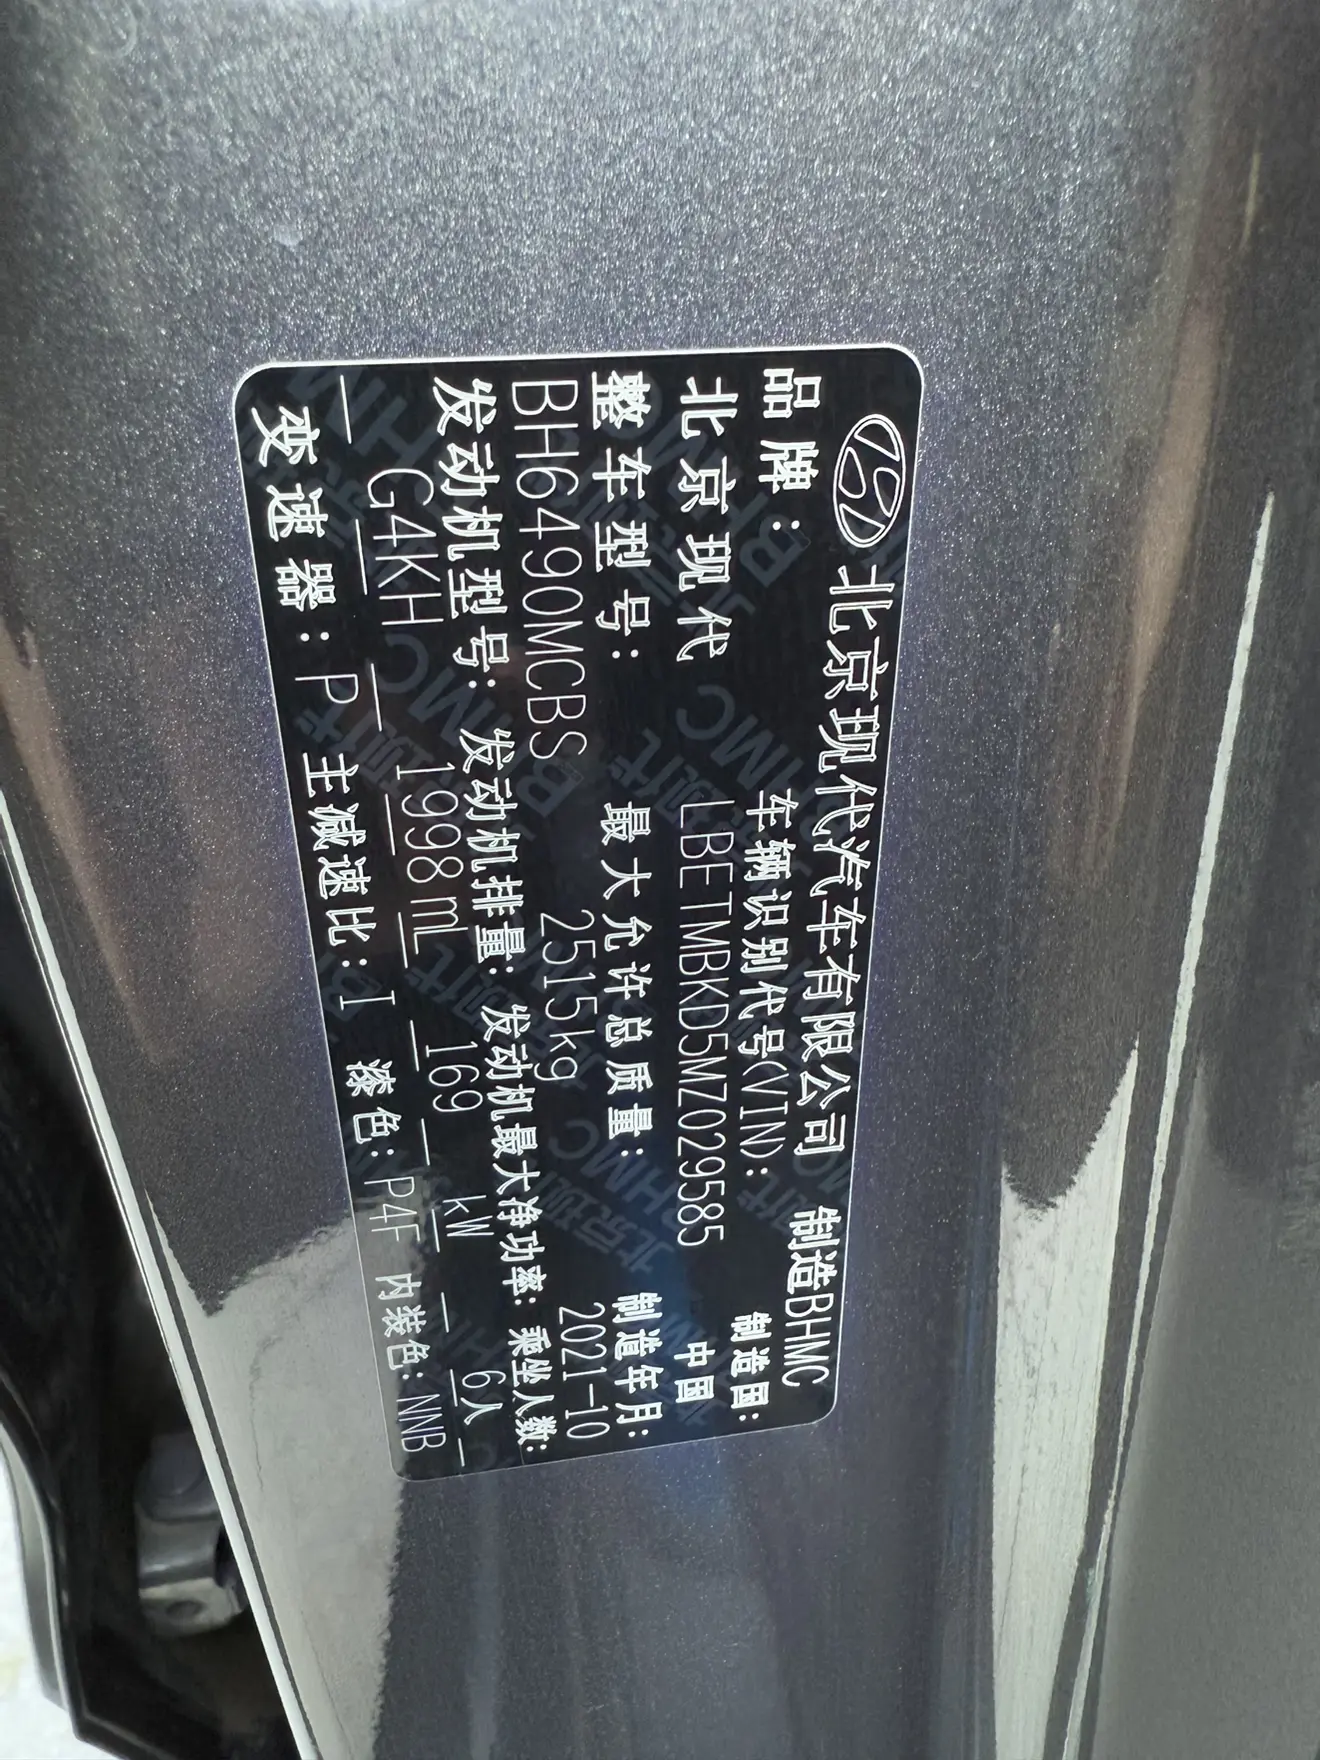 北京现代汽车有限公司 制造BHMC
品牌: 车辆识别代号(VIN): 制造国:
北京现代 LBETMBKD5MZ029585 中国
整车型号: 最大允许总质量: 制造年月:
BH6490MCBS 2515kg 2021-10
发动机型号: 发动机排量: 发动机最大净功率: 乘坐人数:
G4KH 1998mL 169 kW 6人
变速器: P 主减速比: I 漆色: P4F 内装色: NNB